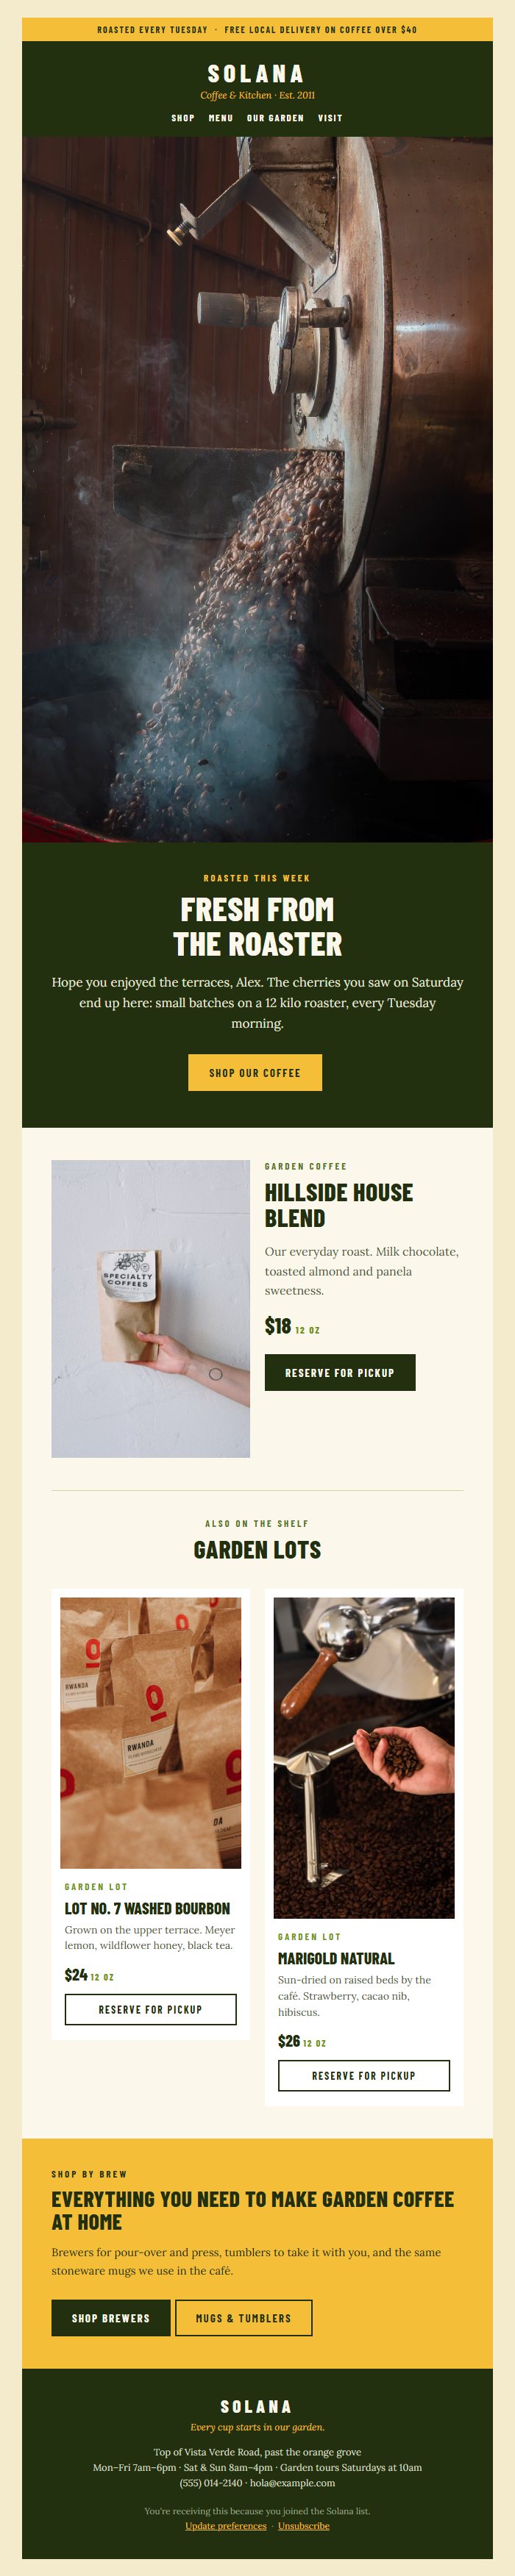 ROASTED EVERY TUESDAY · FREE LOCAL DELIVERY ON COFFEE OVER $40
SOLANA
Coffee & Kitchen · Est. 2011
SHOP MENU OUR GARDEN VISIT
ROASTED THIS WEEK
FRESH FROM
THE ROASTER
Hope you enjoyed the terraces, Alex. The cherries you saw on Saturday
end up here: small batches on a 12 kilo roaster, every Tuesday
morning.
SHOP OUR COFFEE
SPECIALTY
COFFEES
GARDEN COFFEE
HILLSIDE HOUSE
BLEND
Our everyday roast. Milk chocolate,
toasted almond and panela
sweetness.
$18 12 OZ
RESERVE FOR PICKUP
ALSO ON THE SHELF
GARDEN LOTS
RWANDA
RWANDA
GARDEN LOT
LOT NO. 7 WASHED BOURBON
Grown on the upper terrace. Meyer
lemon, wildflower honey, black tea.
$24 12 OZ
RESERVE FOR PICKUP
GARDEN LOT
MARIGOLD NATURAL
Sun-dried on raised beds by the
café. Strawberry, cacao nib,
hibiscus.
$26 12 OZ
RESERVE FOR PICKUP
SHOP BY BREW
EVERYTHING YOU NEED TO MAKE GARDEN COFFEE
AT HOME
Brewers for pour-over and press, tumblers to take it with you, and the same
stoneware mugs we use in the café.
SHOP BREWERS
MUGS & TUMBLERS
SOLANA
Every cup starts in our garden.
Top of Vista Verde Road, past the orange grove
Mon–Fri 7am–6pm · Sat & Sun 8am–4pm · Garden tours Saturdays at 10am
(555) 014-2140 · hola@example.com
You're receiving this because you joined the Solana list.
Update preferences · Unsubscribe